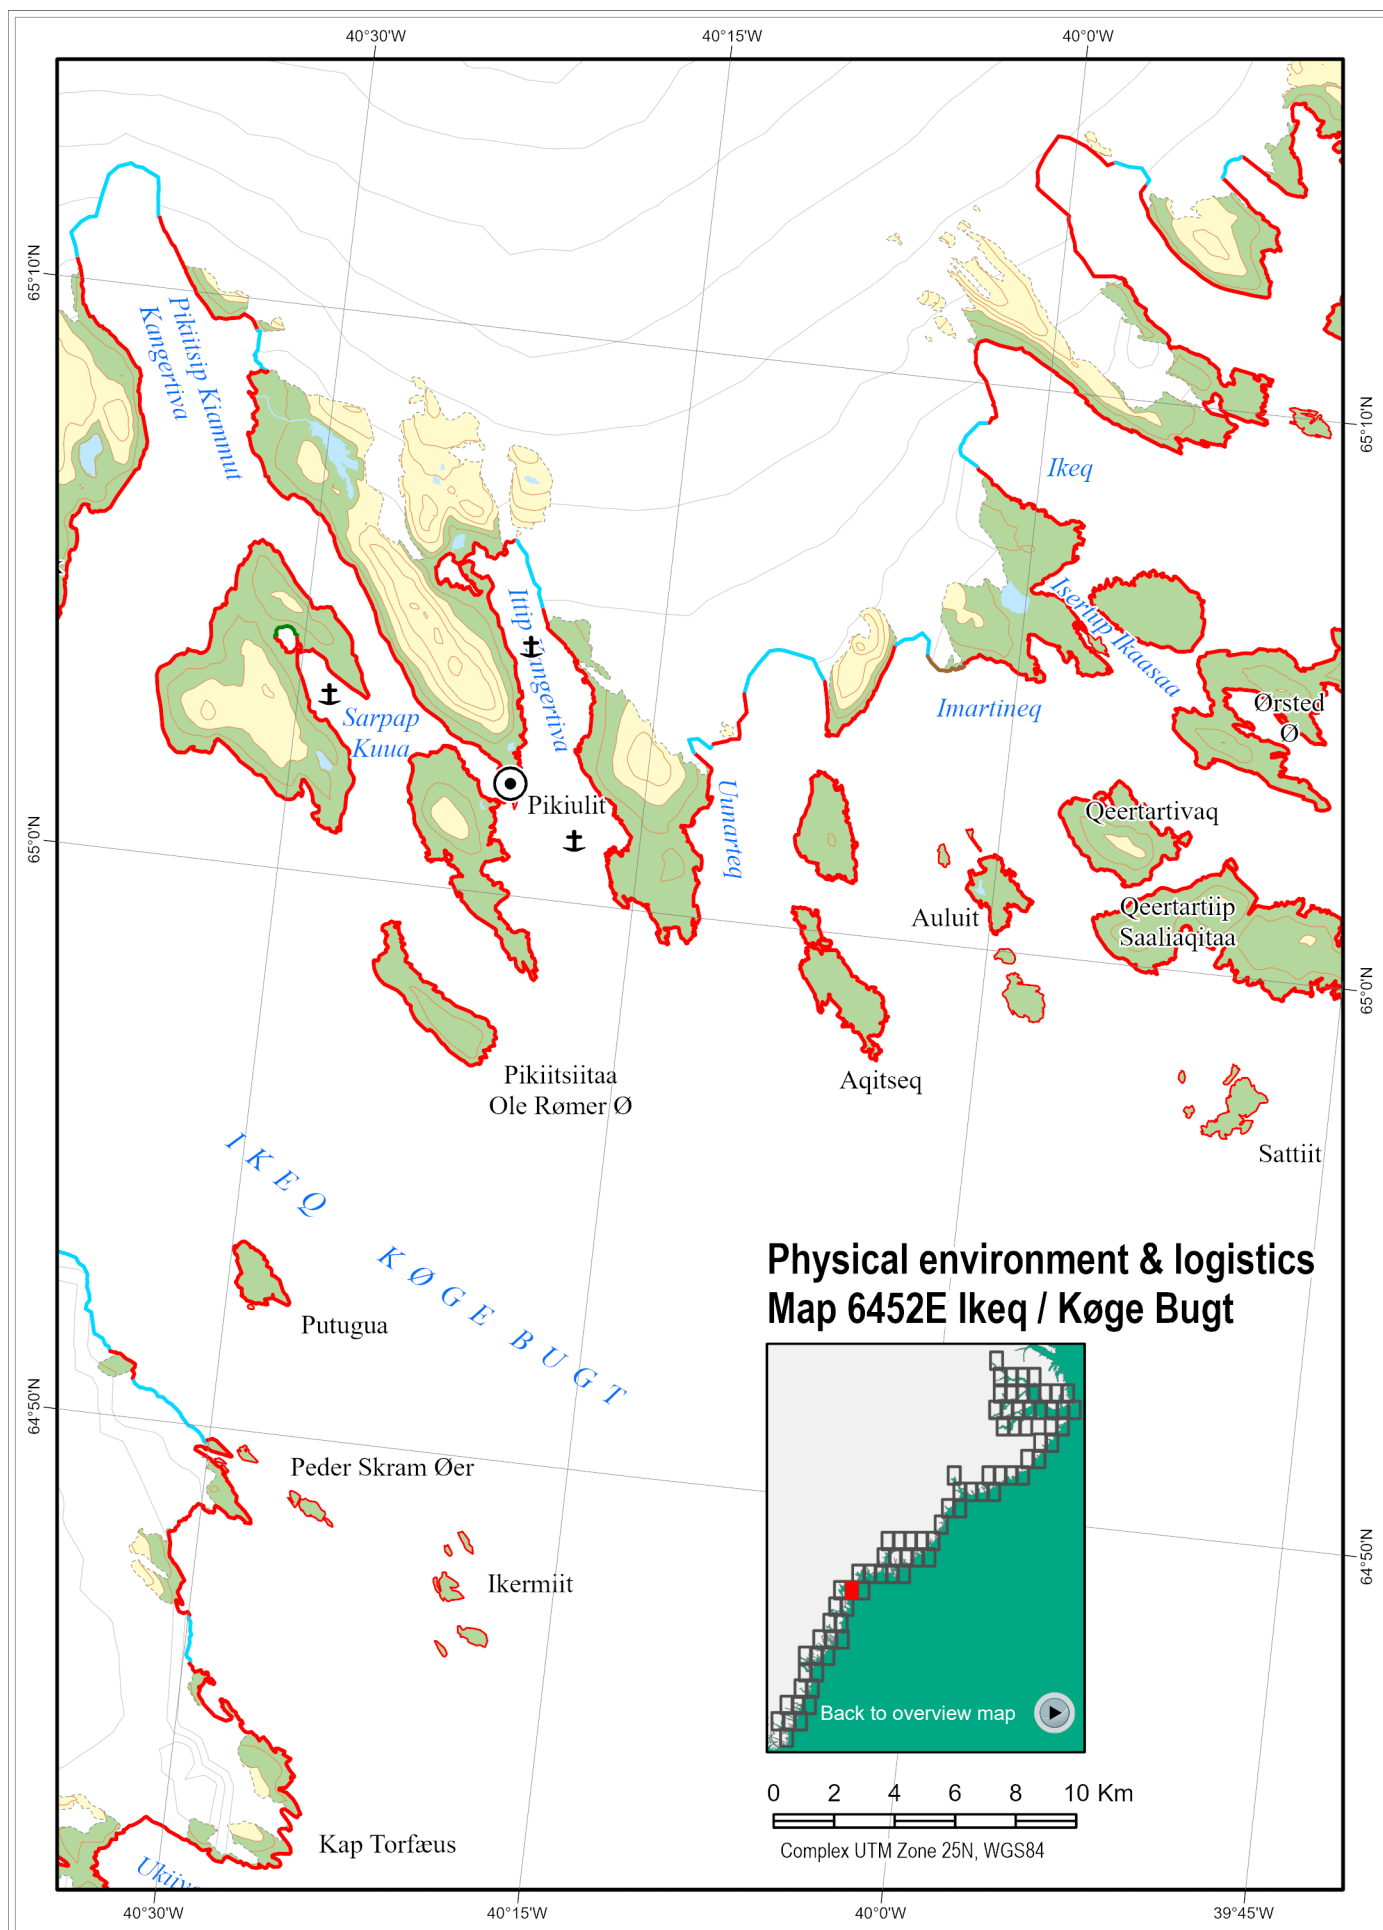 40°30'W
40°15'W
40°0'W
65°10'N
Pikiitsip Kiammut
Kangertiva
65°10'N
Ikeq
Isertup Ikaasaa
Ittip Kangertiva
Sarpap
Kuua
Imartineq
Ørsted
Ø
Pikiulit
Uunarteq
Qeertartivaq
65°0'N
Auluit
Qeertartiip
Saaliaqitaa
65°0'N
Pikiitsiitaa
Ole Rømer Ø
Aqitseq
Sattiit
IKEQ
KØGE BUGT
Putugua
Physical environment & logistics
Map 6452E Ikeq / Køge Bugt
64°50'N
Peder Skram Øer
Ikermiit
64°50'N
Back to overview map
0 2 4 6 8 10 Km
Complex UTM Zone 25N, WGS84
Kap Torfæus
40°30'W
40°15'W
40°0'W
39°45'W